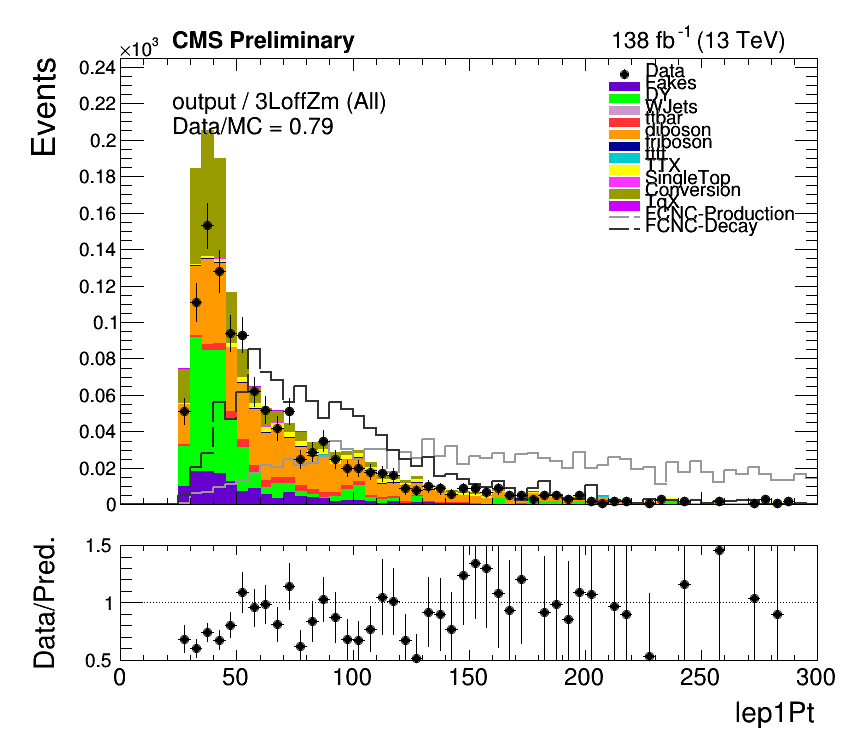 ×10³ CMS Preliminary 138 fb⁻¹ (13 TeV)
Events
output / 3LoffZm (All)
Data/MC = 0.79
Data
Fakes
DY
WJets
ttbar
diboson
triboson
tttt
TTX
SingleTop
Conversion
TqX
FCNC-Production
FCNC-Decay
0.24
0.22
0.2
0.18
0.16
0.14
0.12
0.1
0.08
0.06
0.04
0.02
0
Data/Pred.
1.5
1
0.5
0 50 100 150 200 250 300
lep1Pt